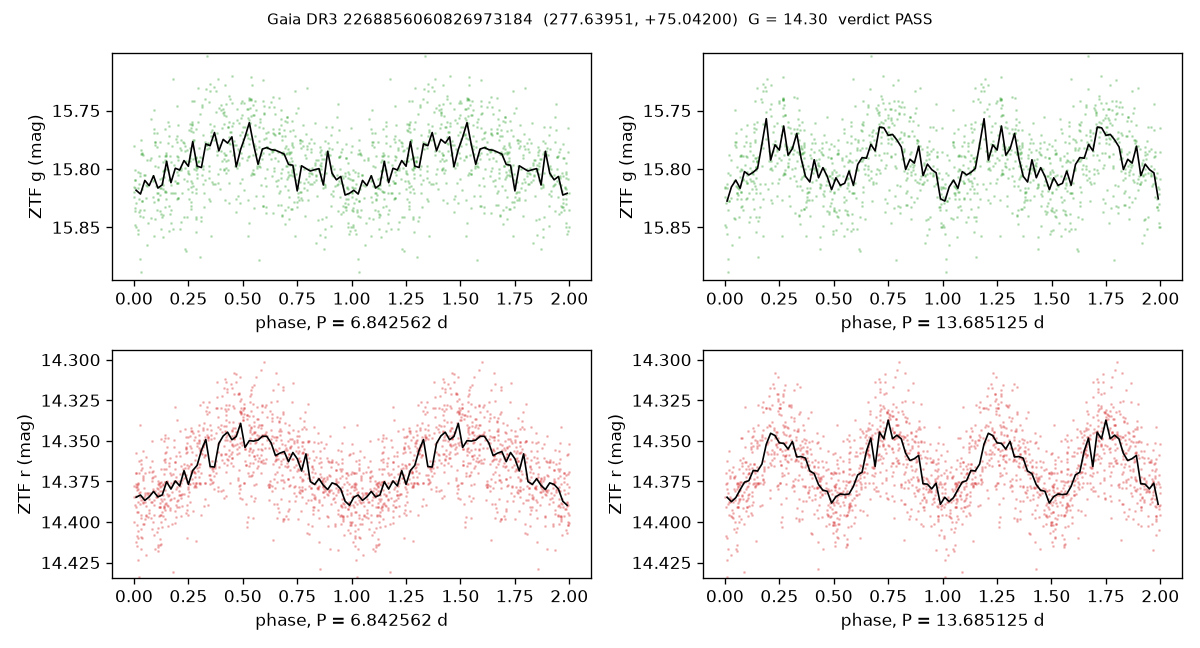 Gaia DR3 2268856060826973184 (277.63951, +75.04200) G = 14.30 verdict PASS
ZTF g (mag)
15.75
15.80
15.85
0.00 0.25 0.50 0.75 1.00 1.25 1.50 1.75 2.00
phase, P = 6.842562 d
ZTF g (mag)
15.75
15.80
15.85
0.00 0.25 0.50 0.75 1.00 1.25 1.50 1.75 2.00
phase, P = 13.685125 d
ZTF r (mag)
14.300
14.325
14.350
14.375
14.400
14.425
0.00 0.25 0.50 0.75 1.00 1.25 1.50 1.75 2.00
phase, P = 6.842562 d
ZTF r (mag)
14.300
14.325
14.350
14.375
14.400
14.425
0.00 0.25 0.50 0.75 1.00 1.25 1.50 1.75 2.00
phase, P = 13.685125 d